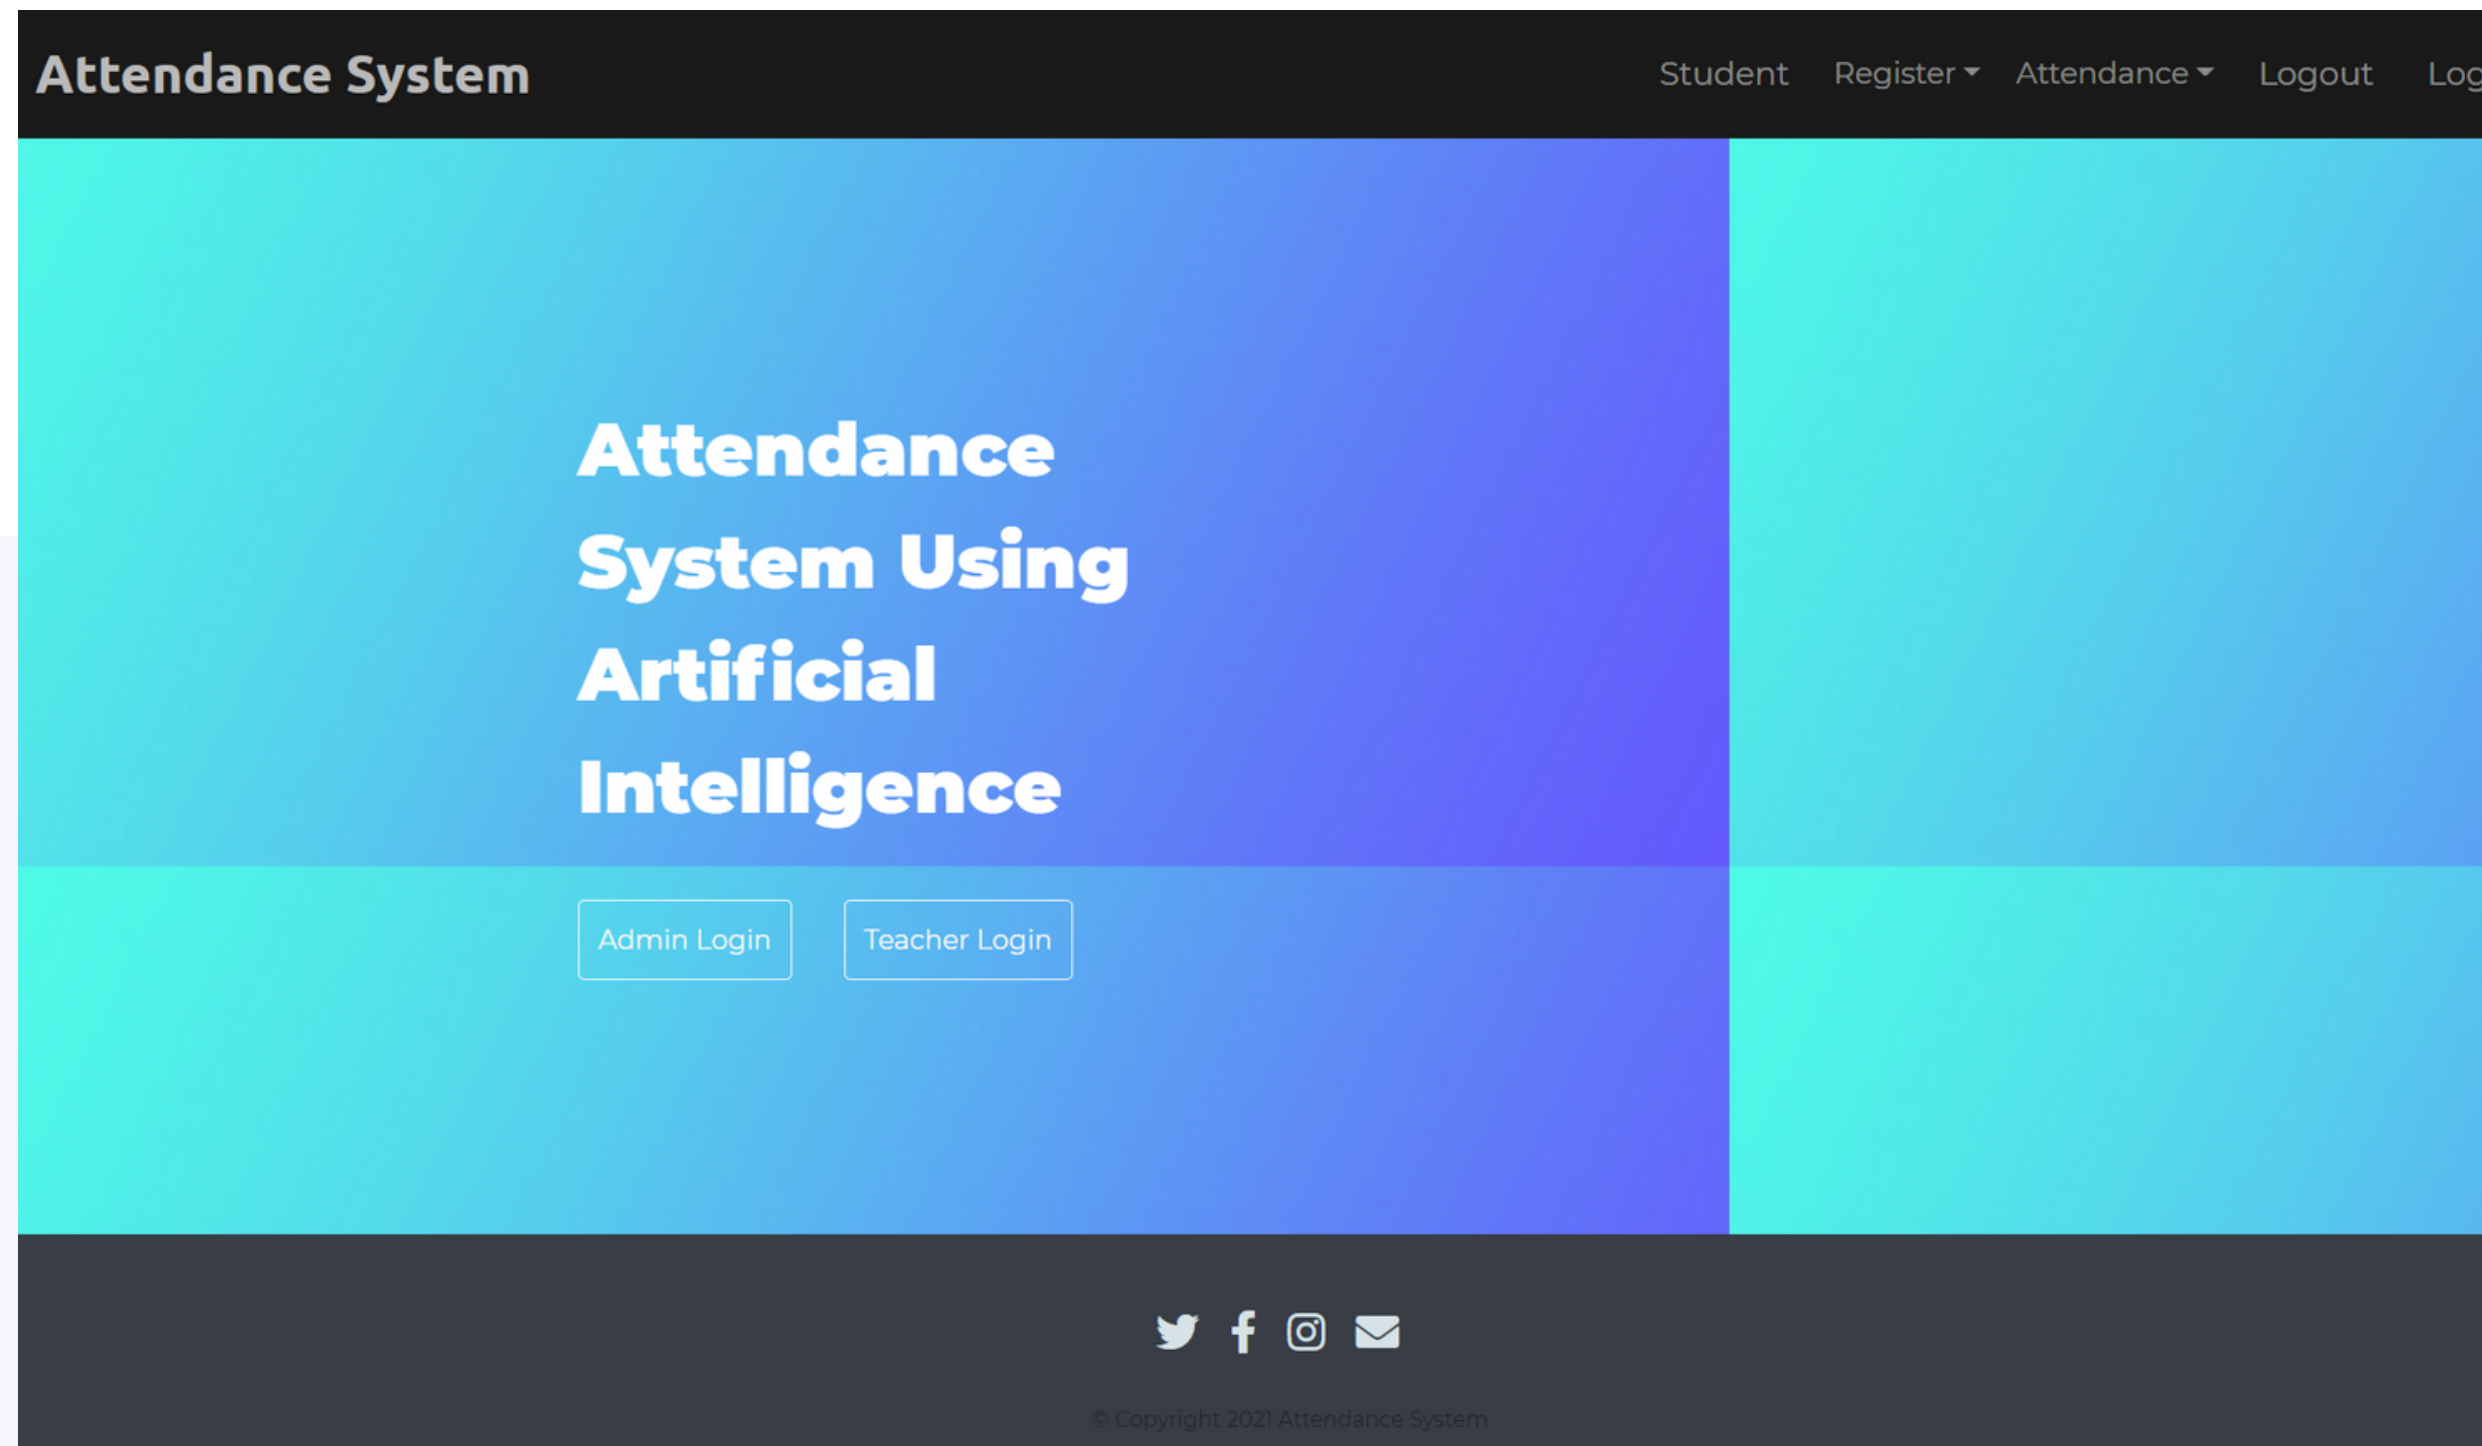 Attendance System
Student Register Attendance Logout Log
Attendance
System Using
Artificial
Intelligence
Admin Login Teacher Login
© Copyright 2021 Attendance System